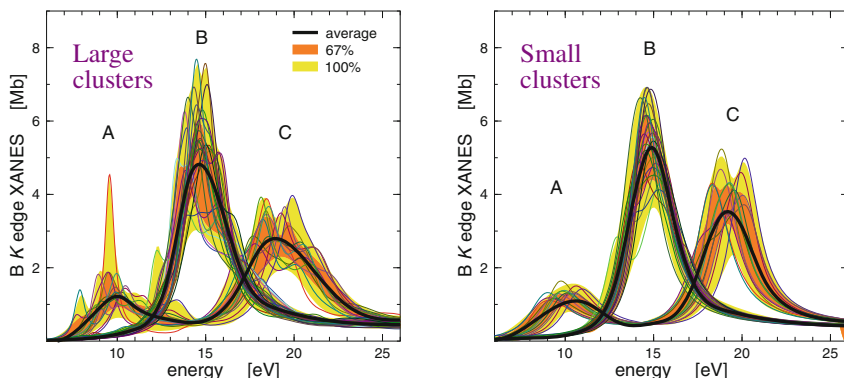 8
6
4
2
B K edge XANES [Mb]
Large
clusters
A
B
C
average
67%
100%
10
15
20
25
energy [eV]
8
6
4
2
B K edge XANES [Mb]
Small
clusters
A
B
C
10
15
20
25
energy [eV]